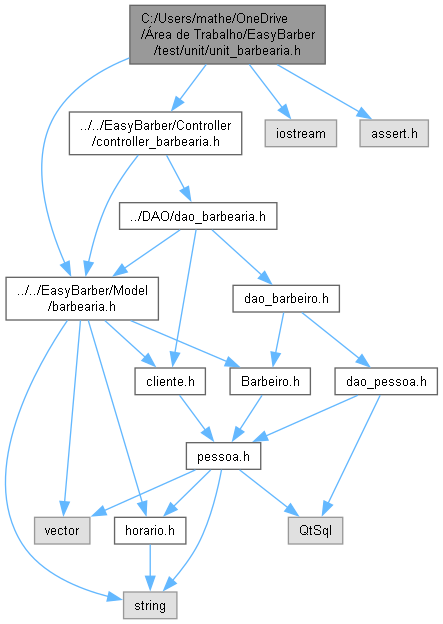 C:/Users/mathe/OneDrive
/Área de Trabalho/EasyBarber
/test/unit/unit_barbearia.h
../../EasyBarber/Controller
/controller_barbearia.h
iostream
assert.h
../DAO/dao_barbearia.h
../../EasyBarber/Model
/barbearia.h
dao_barbeiro.h
cliente.h
Barbeiro.h
dao_pessoa.h
pessoa.h
vector
horario.h
QtSql
string